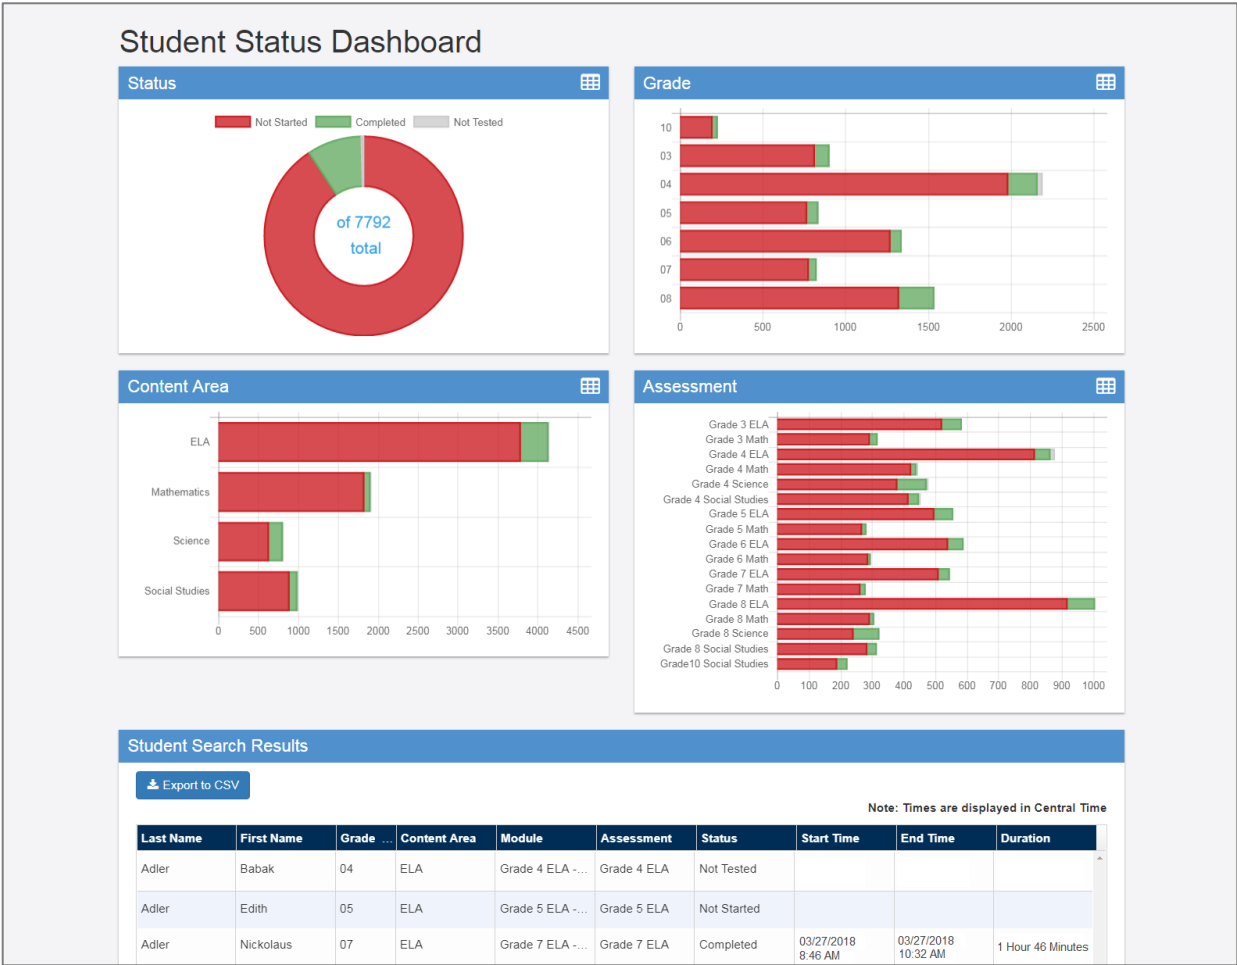 Student Status Dashboard
Status
Not Started Completed Not Tested
of 7792
total
Grade
10
03
04
05
06
07
08
0 500 1000 1500 2000 2500
Content Area
ELA
Mathematics
Science
Social Studies
0 500 1000 1500 2000 2500 3000 3500 4000 4500
Assessment
Grade 3 ELA
Grade 3 Math
Grade 4 ELA
Grade 4 Math
Grade 4 Science
Grade 4 Social Studies
Grade 5 ELA
Grade 5 Math
Grade 6 ELA
Grade 6 Math
Grade 7 ELA
Grade 7 Math
Grade 8 ELA
Grade 8 Math
Grade 8 Science
Grade 8 Social Studies
Grade10 Social Studies
0 100 200 300 400 500 600 700 800 900 1000
Student Search Results
Export to CSV
Note: Times are displayed in Central Time
Last Name First Name Grade ... Content Area Module Assessment Status Start Time End Time Duration
Adler Babak 04 ELA Grade 4 ELA -... Grade 4 ELA Not Tested
Adler Edith 05 ELA Grade 5 ELA -... Grade 5 ELA Not Started
Adler Nickolaus 07 ELA Grade 7 ELA -... Grade 7 ELA Completed 03/27/2018 8:46 AM 03/27/2018 10:32 AM 1 Hour 46 Minutes